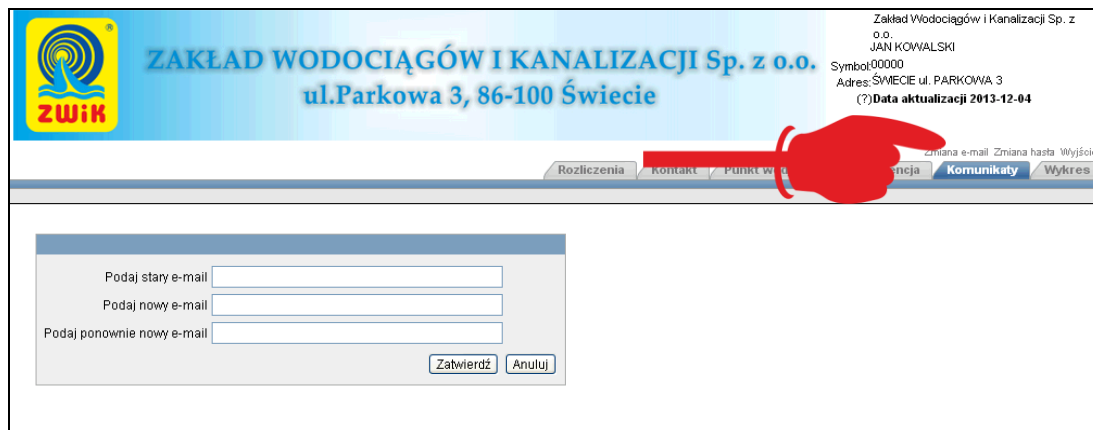 ZWiK
®
ZAKŁAD WODOCIĄGÓW I KANALIZACJI Sp. z o.o.
ul.Parkowa 3, 86-100 Świecie
Zakład Wodociągów i Kanalizacji Sp. z
o.o.
JAN KOWALSKI
Symbol:00000
Adres:ŚWIECIE ul. PARKOWA 3
(?)Data aktualizacji 2013-12-04
Zmiana e-mail Zmiana hasła Wyjście
Rozliczenia Kontakt Punkt Komunikaty Wykres
Podaj stary e-mail
Podaj nowy e-mail
Podaj ponownie nowy e-mail
Zatwierdź Anuluj